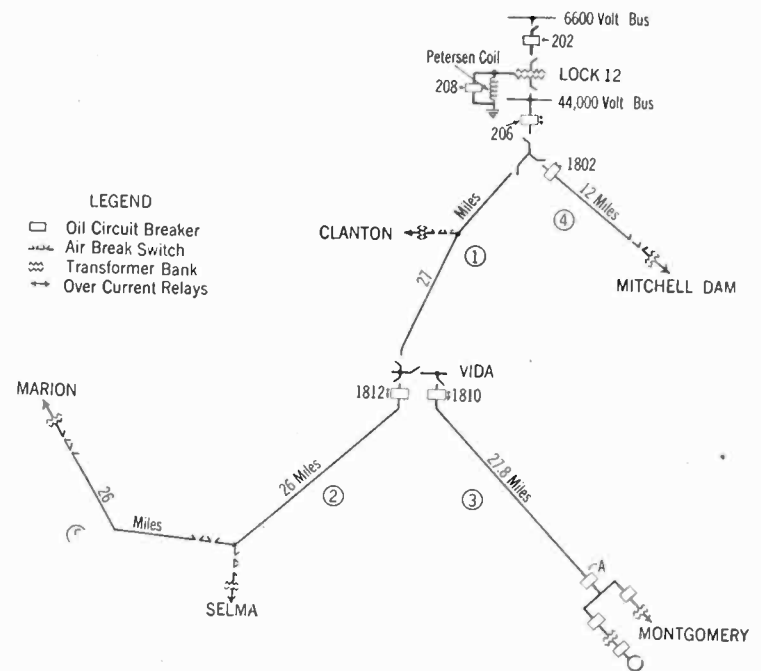 6600 Volt Bus
202
Petersen Coil
LOCK 12
208
44,000 Volt Bus
206
1802
LEGEND
Oil Circuit Breaker
Air Break Switch
Transformer Bank
Over Current Relays
Miles
12 Miles
4
CLANTON
1
MITCHELL DAM
27
VIDA
MARION
1812
1810
26 Miles
27.8 Miles
26
2
3
Miles
A
SELMA
MONTGOMERY